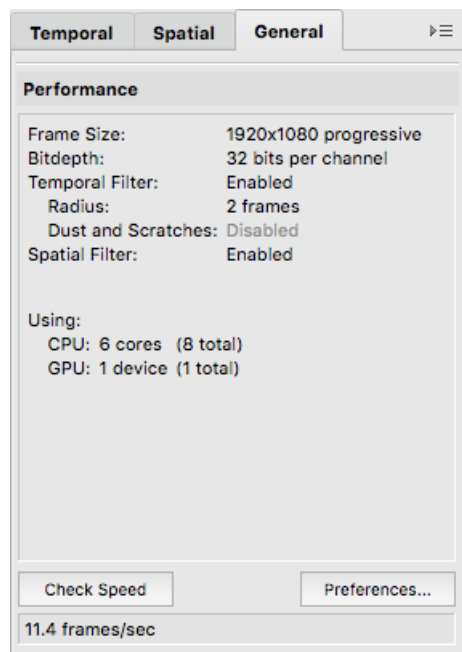 Temporal Spatial General
Performance
Frame Size: 1920x1080 progressive
Bitdepth: 32 bits per channel
Temporal Filter: Enabled
Radius: 2 frames
Dust and Scratches: Disabled
Spatial Filter: Enabled
Using:
CPU: 6 cores (8 total)
GPU: 1 device (1 total)
Check Speed Preferences...
11.4 frames/sec